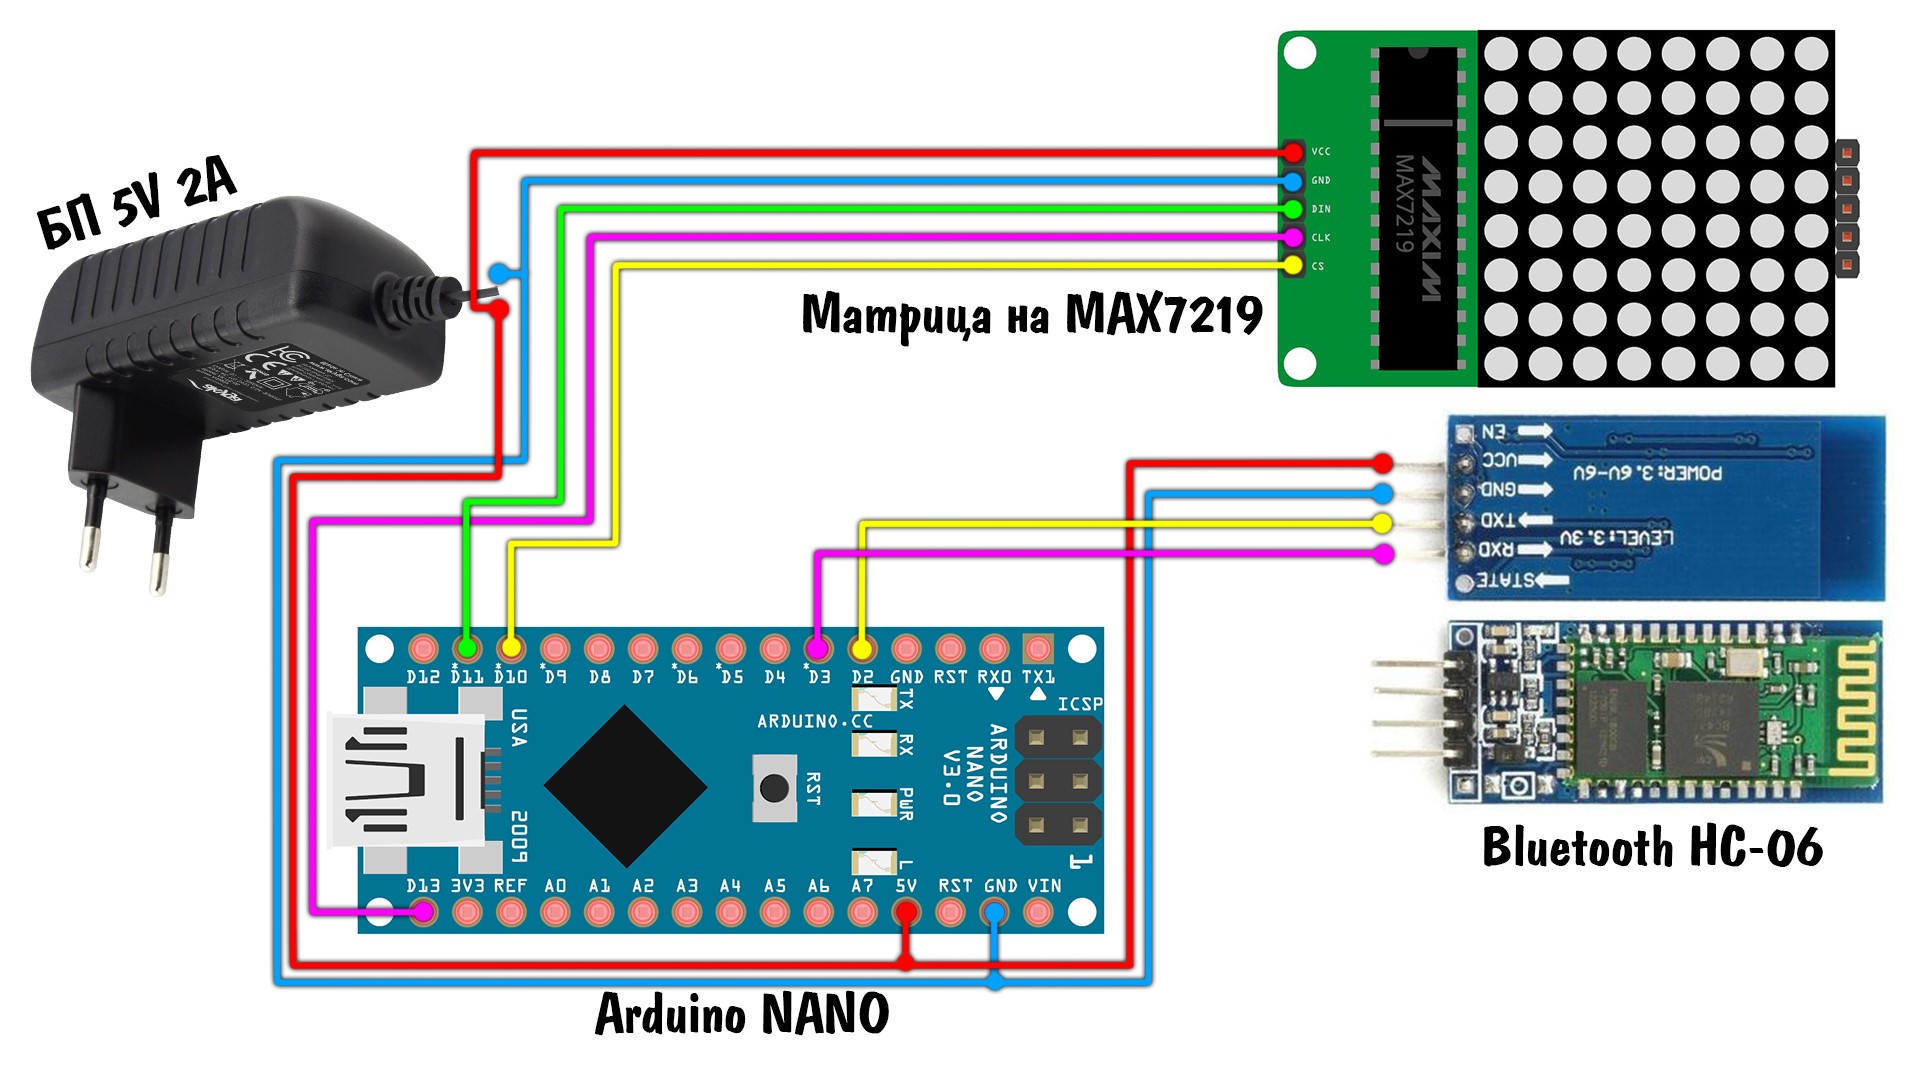 БП 5V 2A
VCC
GND
DIN
CLK
CS
MAXIM
MAX7219
Матрица на MAX7219
EN
VCC
GND
TXD
RXD
STATE
POWER:3.6V-6V
LEVEL:3.3V
Bluetooth HC-06
D12 D11 D10 D9 D8 D7 D6 D5 D4 D3 D2 GND RST RX0 TX1
TX
RX
PWR
L
ICSP
ARDUINO.CC
USA
2009
RST
ARDUINO
NANO
V3.0
1
D13 3V3 REF A0 A1 A2 A3 A4 A5 A6 A7 5V RST GND VIN
Arduino NANO